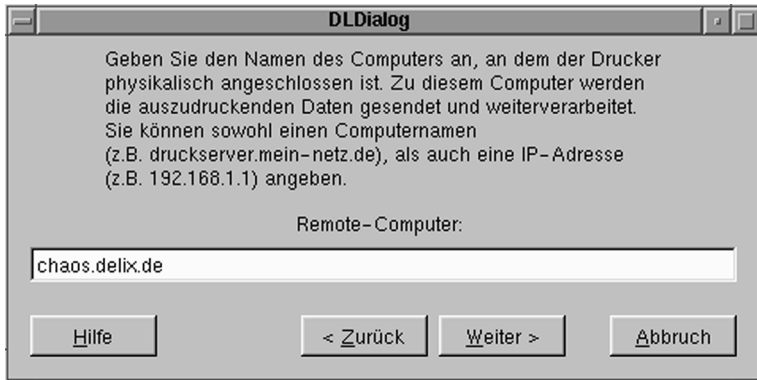 DLDialog
Geben Sie den Namen des Computers an, an dem der Drucker
physikalisch angeschlossen ist. Zu diesem Computer werden
die auszudruckenden Daten gesendet und weiterverarbeitet.
Sie können sowohl einen Computernamen
(z.B. druckserver.mein-netz.de), als auch eine IP-Adresse
(z.B. 192.168.1.1) angeben.
Remote-Computer:
chaos.delix.de
Hilfe
< Zurück
Weiter >
Abbruch